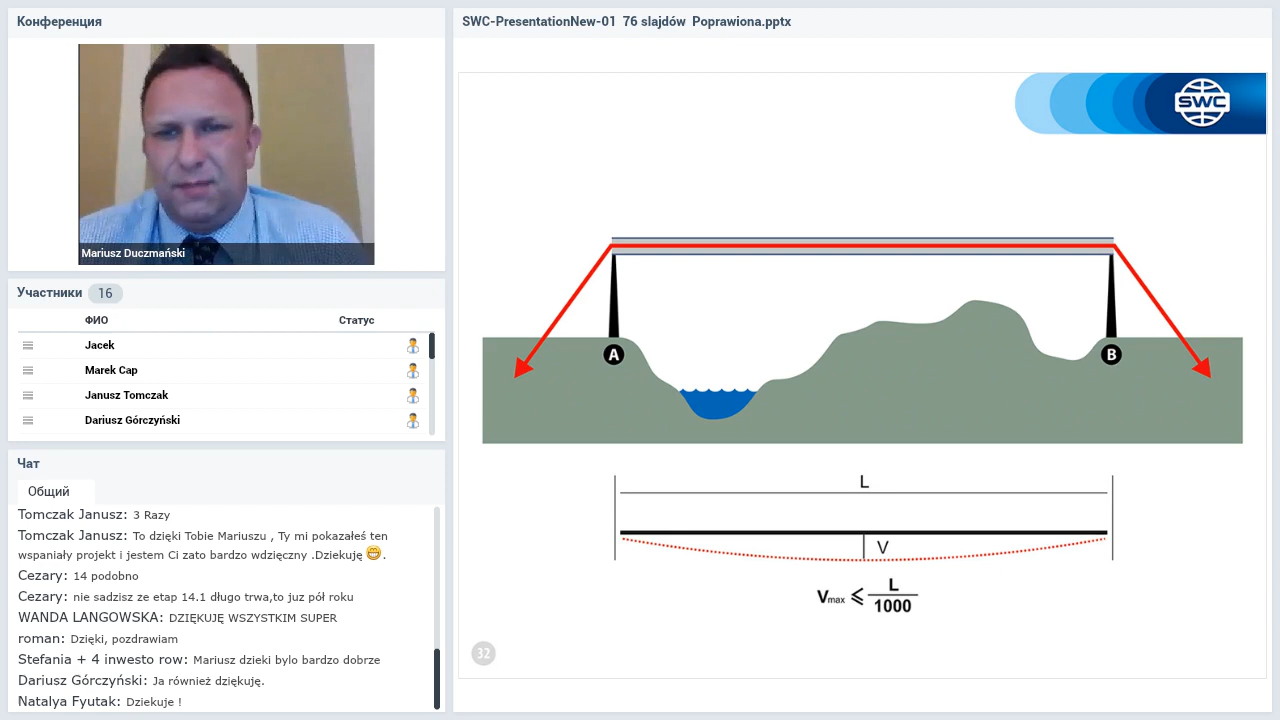 Конференция
Mariusz Duczmański
Участники 16
ФИО Статус
Jacek
Marek Cap
Janusz Tomczak
Dariusz Górczyński
Чат
Общий
Tomczak Janusz: 3 Razy
Tomczak Janusz: To dzięki Tobie Mariuszu , Ty mi pokazałeś ten
wspaniały projekt i jestem Ci zato bardzo wdzięczny .Dziekuję 😁.
Cezary: 14 podobno
Cezary: nie sadzisz ze etap 14.1 długo trwa,to juz pół roku
WANDA LANGOWSKA: DZIĘKUJĘ WSZYSTKIM SUPER
roman: Dzięki, pozdrawiam
Stefania + 4 inwesto row: Mariusz dzieki bylo bardzo dobrze
Dariusz Górczyński: Ja również dziękuję.
Natalya Fyutak: Dziekuje !
SWC-PresentationNew-01 76 slajdów Poprawiona.pptx
SWC
A
B
L
V
Vmax ⩽ L
1000
32